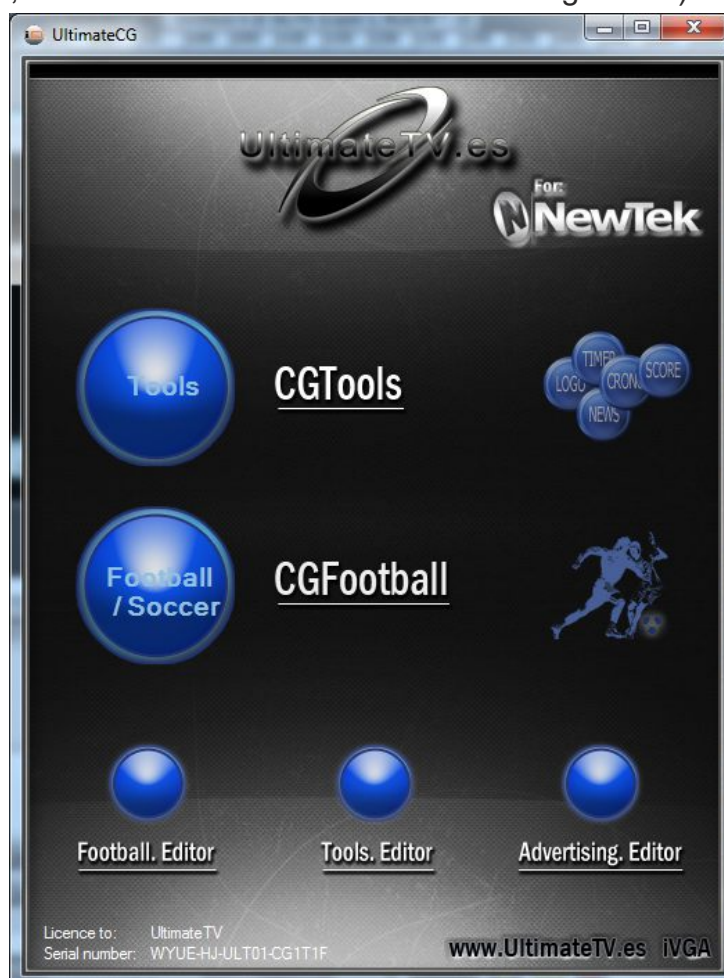 UltimateCG
UltimateTV.es
For:
NewTek
Tools
CGTools
TIMER
LOGO
CRONO
SCORE
NEWS
Football
/ Soccer
CGFootball
Football. Editor
Tools. Editor
Advertising. Editor
Licence to: UltimateTV
Serial number: WYUE-HJ-ULT01-CG1T1F
www.UltimateTV.es iVGA